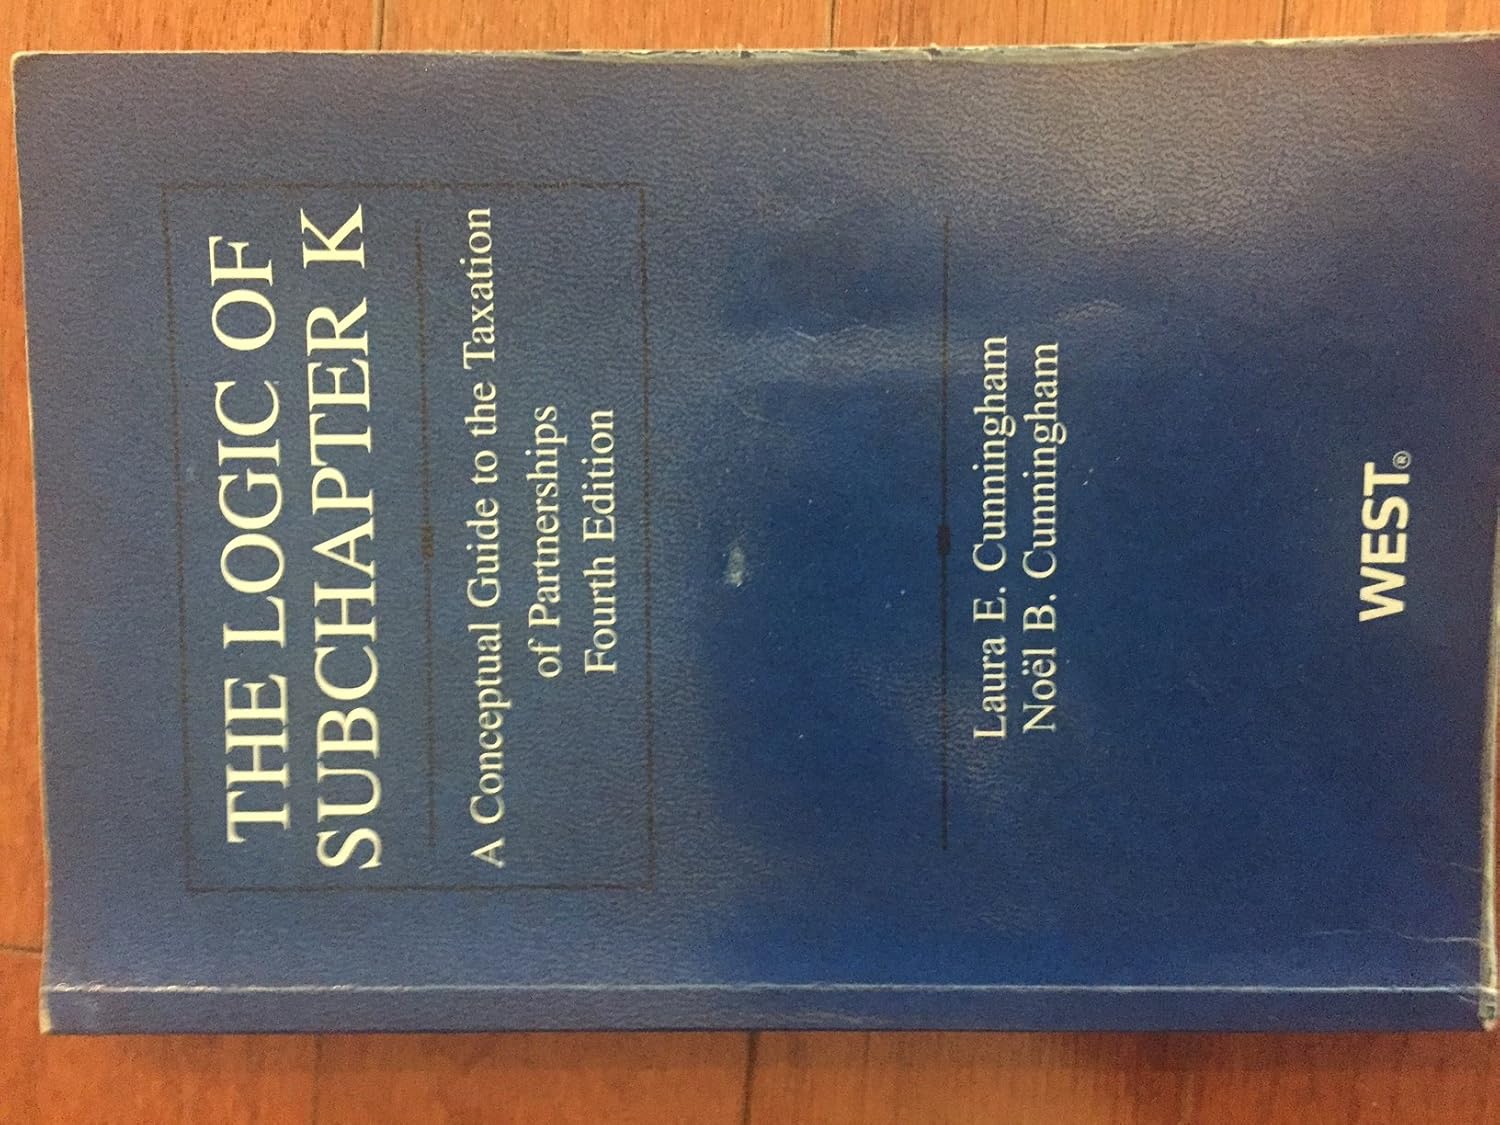 THE LOGIC OF
SUBCHAPTER K
A Conceptual Guide to the Taxation
of Partnerships
Fourth Edition
Laura E. Cunningham
Noël B. Cunningham
WEST®